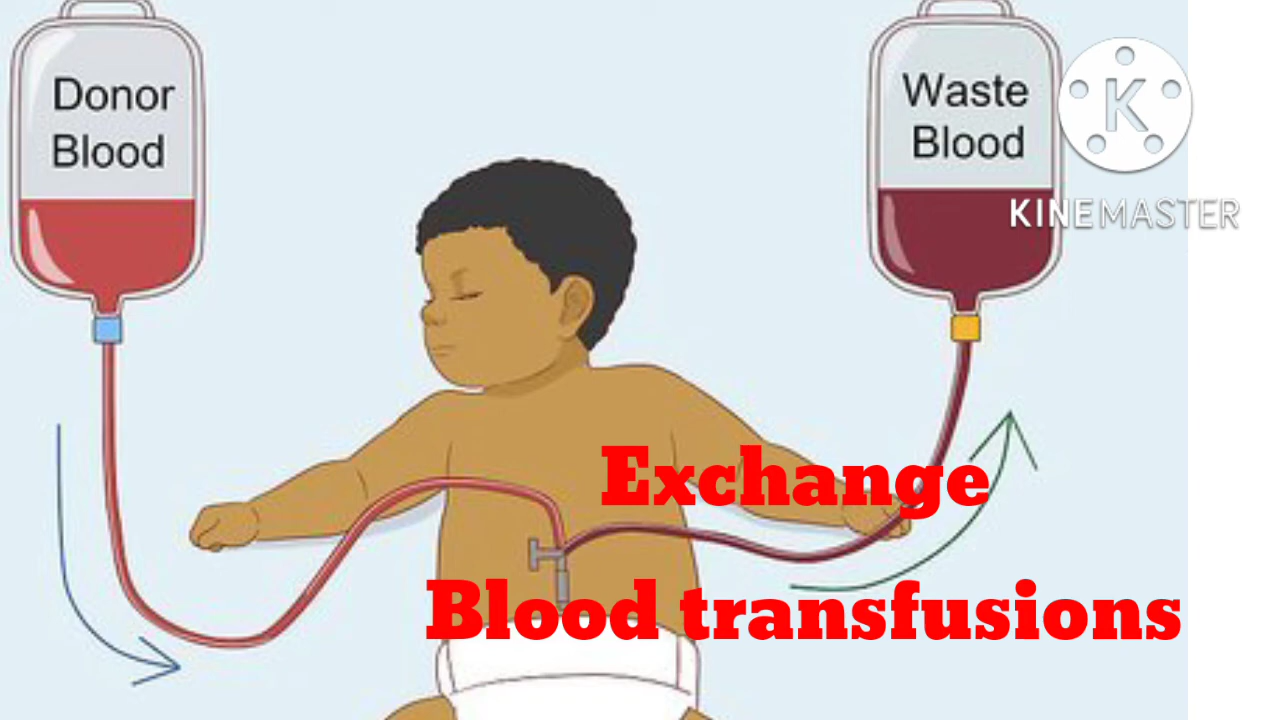 Donor
Blood
Waste
Blood
K
KINEMASTER
Exchange
Blood transfusions